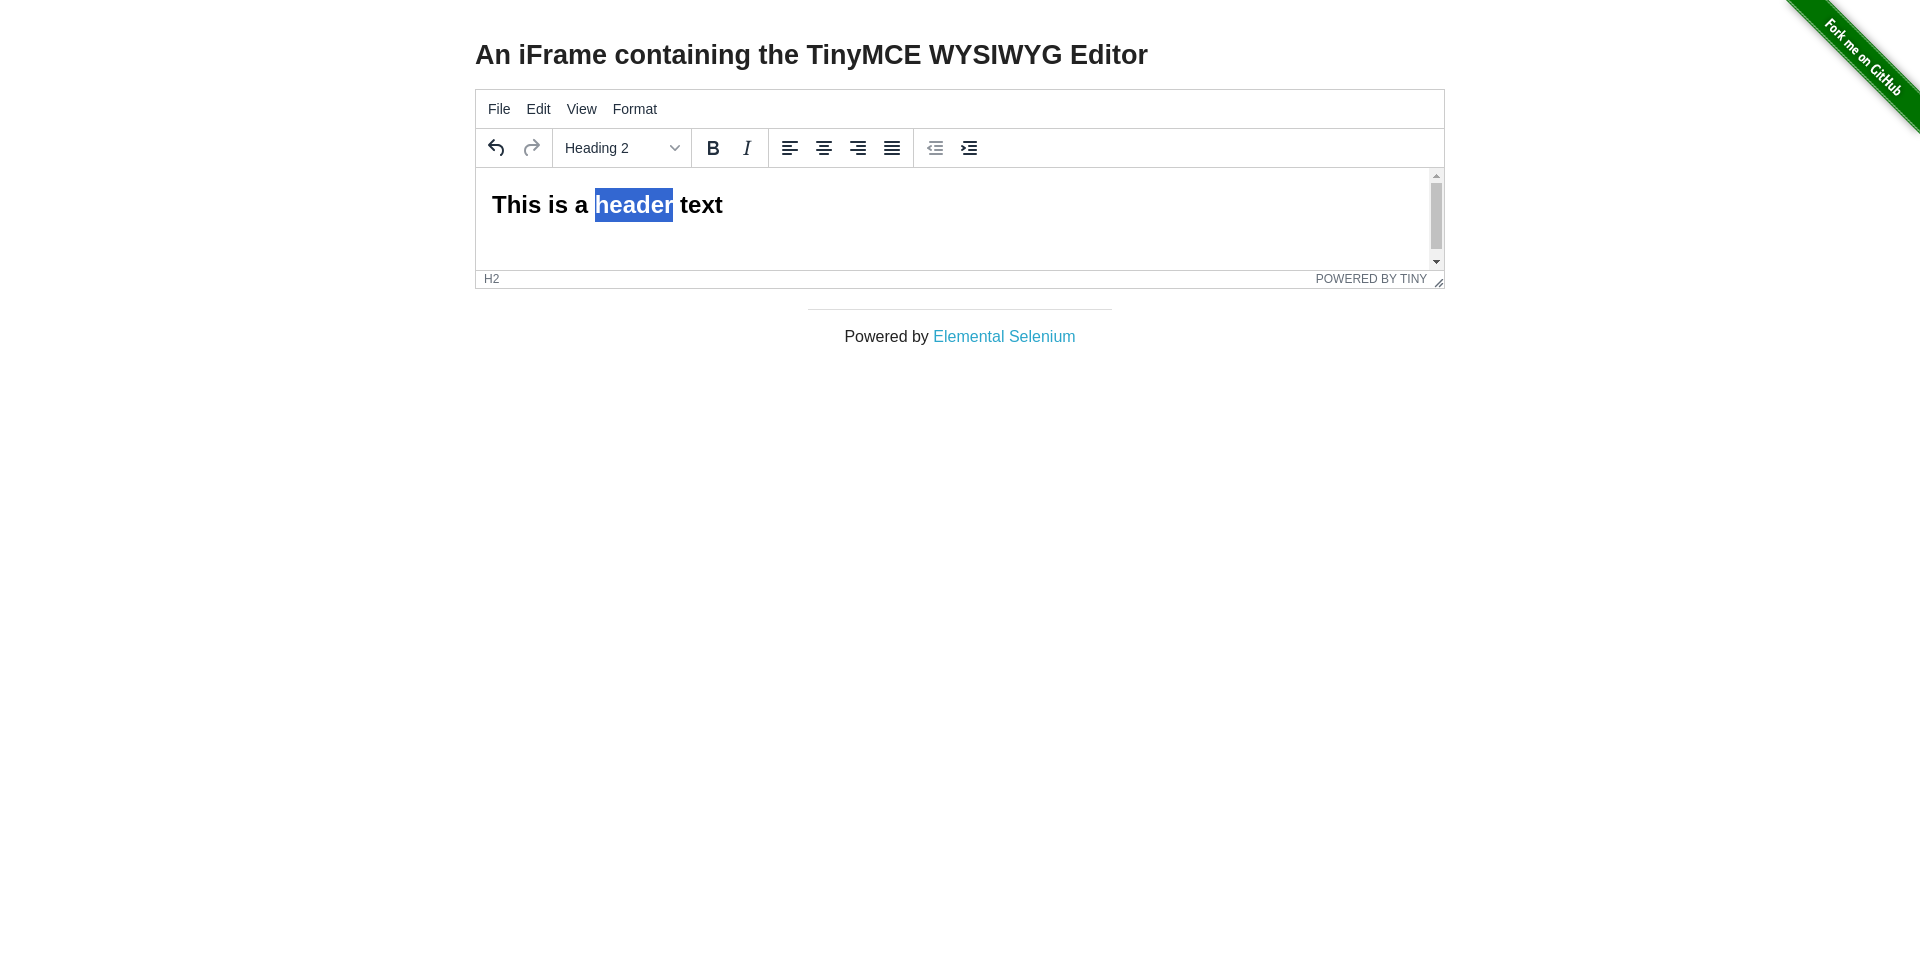 Fork me on GitHub
An iFrame containing the TinyMCE WYSIWYG Editor
File Edit View Format
Heading 2 B I
This is a header text
H2 POWERED BY TINY
Powered by Elemental Selenium